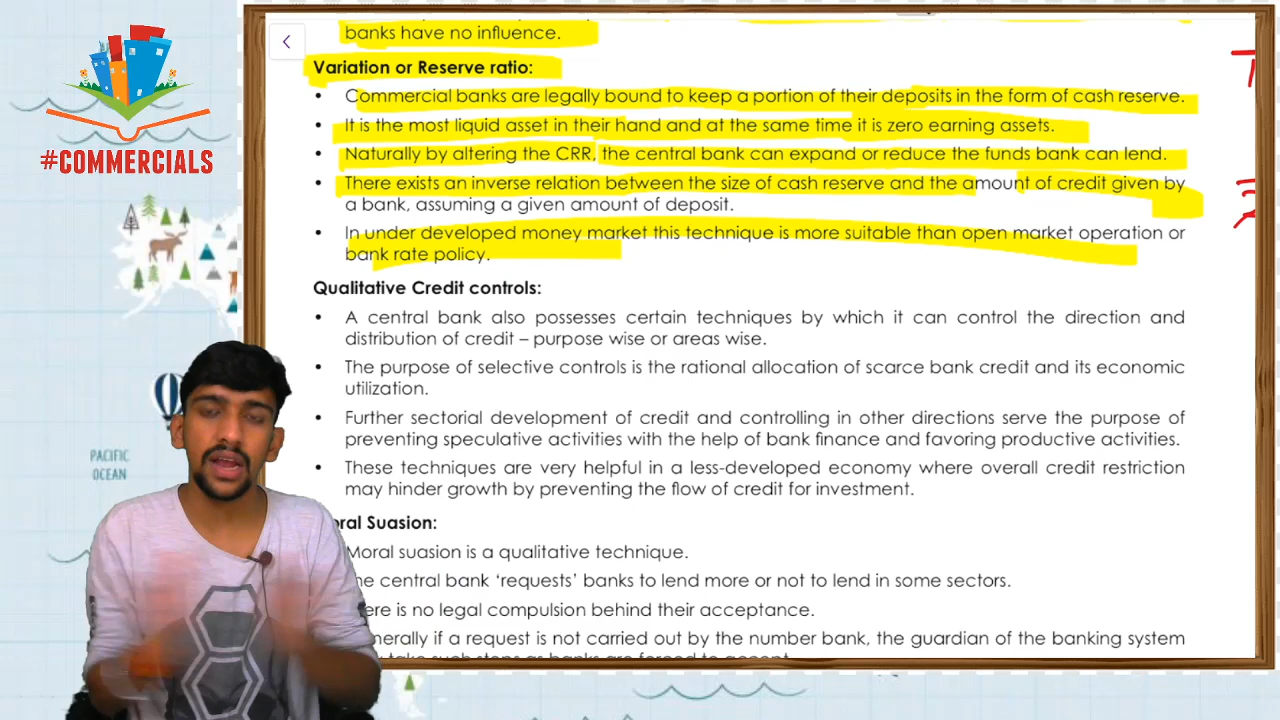 banks have no influence.
Variation or Reserve ratio:
• Commercial banks are legally bound to keep a portion of their deposits in the form of cash reserve.
• It is the most liquid asset in their hand and at the same time it is zero earning assets.
• Naturally by altering the CRR, the central bank can expand or reduce the funds bank can lend.
• There exists an inverse relation between the size of cash reserve and the amount of credit given by
a bank, assuming a given amount of deposit.
• In under developed money market this technique is more suitable than open market operation or
bank rate policy.
Qualitative Credit controls:
• A central bank also possesses certain techniques by which it can control the direction and
distribution of credit – purpose wise or areas wise.
• The purpose of selective controls is the rational allocation of scarce bank credit and its economic
utilization.
• Further sectorial development of credit and controlling in other directions serve the purpose of
preventing speculative activities with the help of bank finance and favoring productive activities.
• These techniques are very helpful in a less-developed economy where overall credit restriction
may hinder growth by preventing the flow of credit for investment.
oral Suasion:
Moral suasion is a qualitative technique.
he central bank 'requests' banks to lend more or not to lend in some sectors.
ere is no legal compulsion behind their acceptance.
nerally if a request is not carried out by the number bank, the guardian of the banking system
take such steps as banks are forced to accept
#COMMERCIALS
PACIFIC
OCEAN